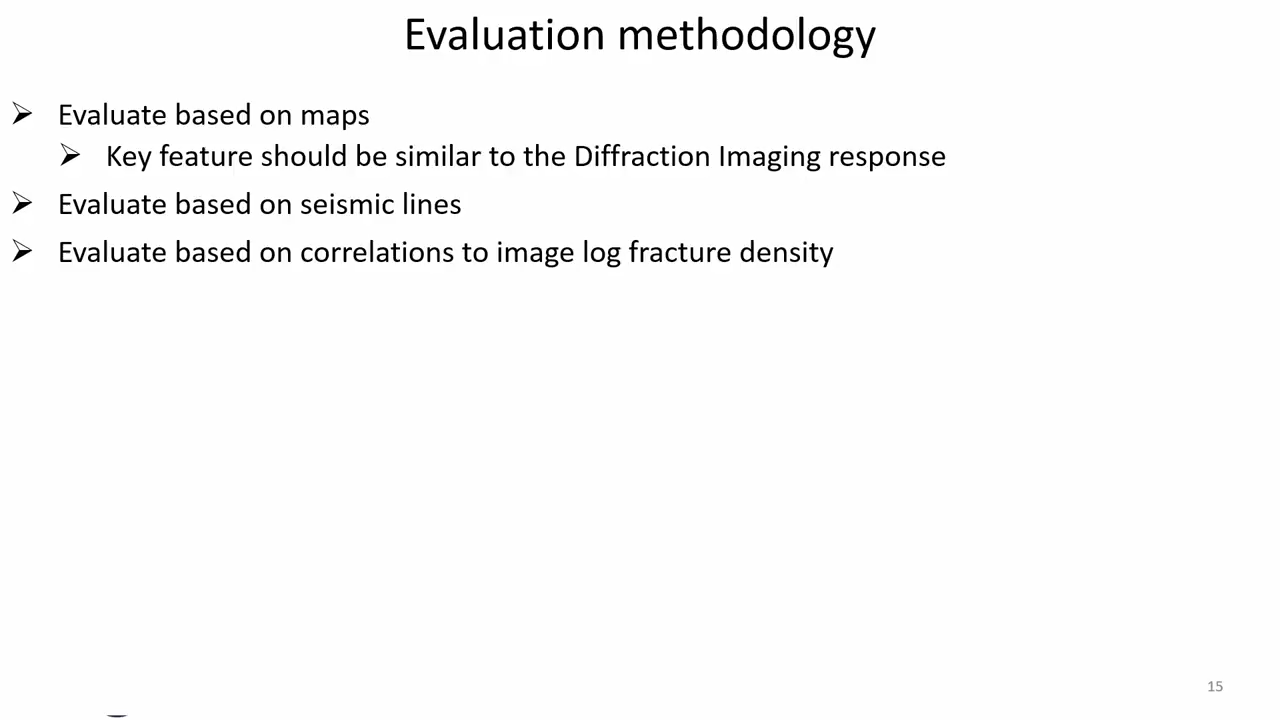 Evaluation methodology
Evaluate based on maps
Key feature should be similar to the Diffraction Imaging response
Evaluate based on seismic lines
Evaluate based on correlations to image log fracture density
15